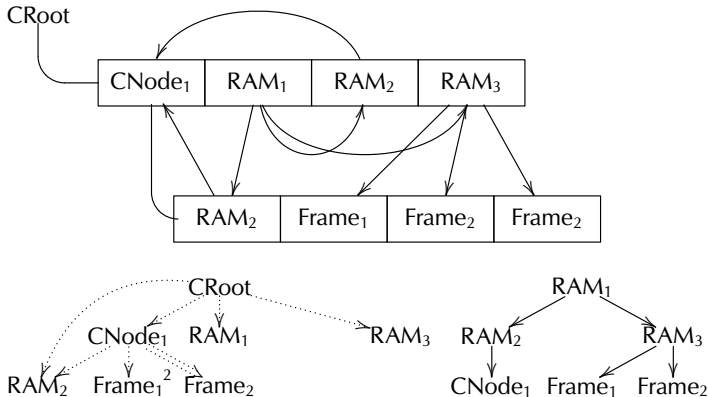 CRoot
CNode₁ RAM₁ RAM₂ RAM₃
RAM₂ Frame₁ Frame₂ Frame₂
CRoot
CNode₁ RAM₁ RAM₃
RAM₂ Frame₁ 2 Frame₂
RAM₁
RAM₂ RAM₃
CNode₁ Frame₁ Frame₂